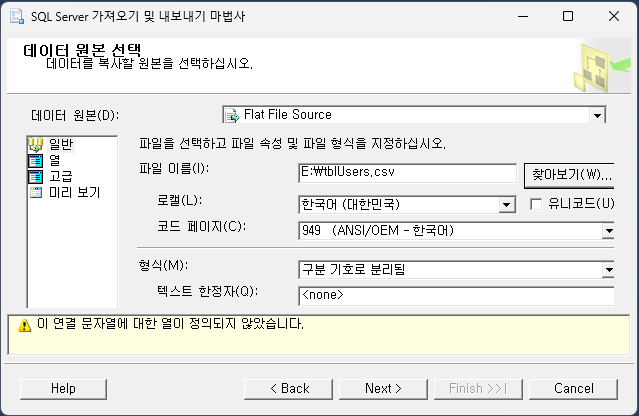 SQL Server 가져오기 및 내보내기 마법사
데이터 원본 선택
데이터를 복사할 원본을 선택하십시오.
데이터 원본(D):
Flat File Source
일반
열
고급
미리 보기
파일을 선택하고 파일 속성 및 파일 형식을 지정하십시오.
파일 이름(I):
E:₩tblUsers.csv
찾아보기(W)...
로캘(L):
한국어 (대한민국)
유니코드(U)
코드 페이지(C):
949 (ANSI/OEM - 한국어)
형식(M):
구분 기호로 분리됨
텍스트 한정자(Q):
<none>
이 연결 문자열에 대한 열이 정의되지 않았습니다.
Help
< Back
Next >
Finish >>|
Cancel